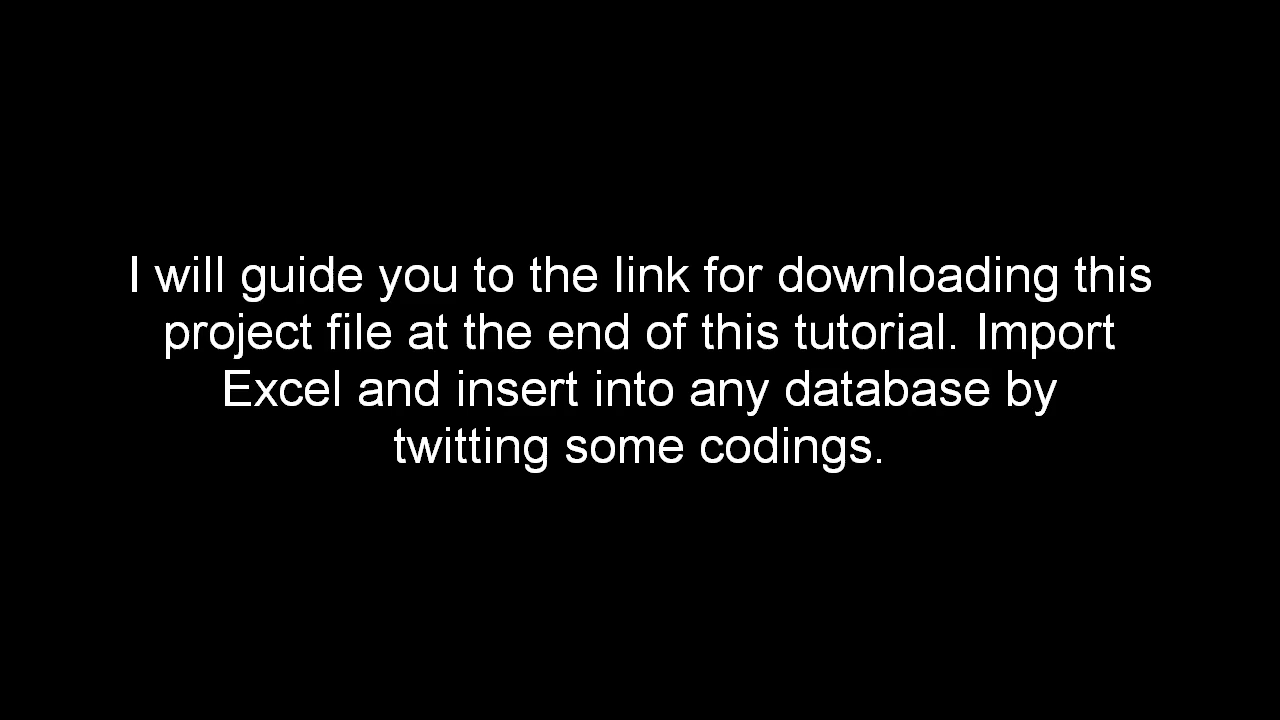 I will guide you to the link for downloading this
project file at the end of this tutorial. Import
Excel and insert into any database by
twitting some codings.